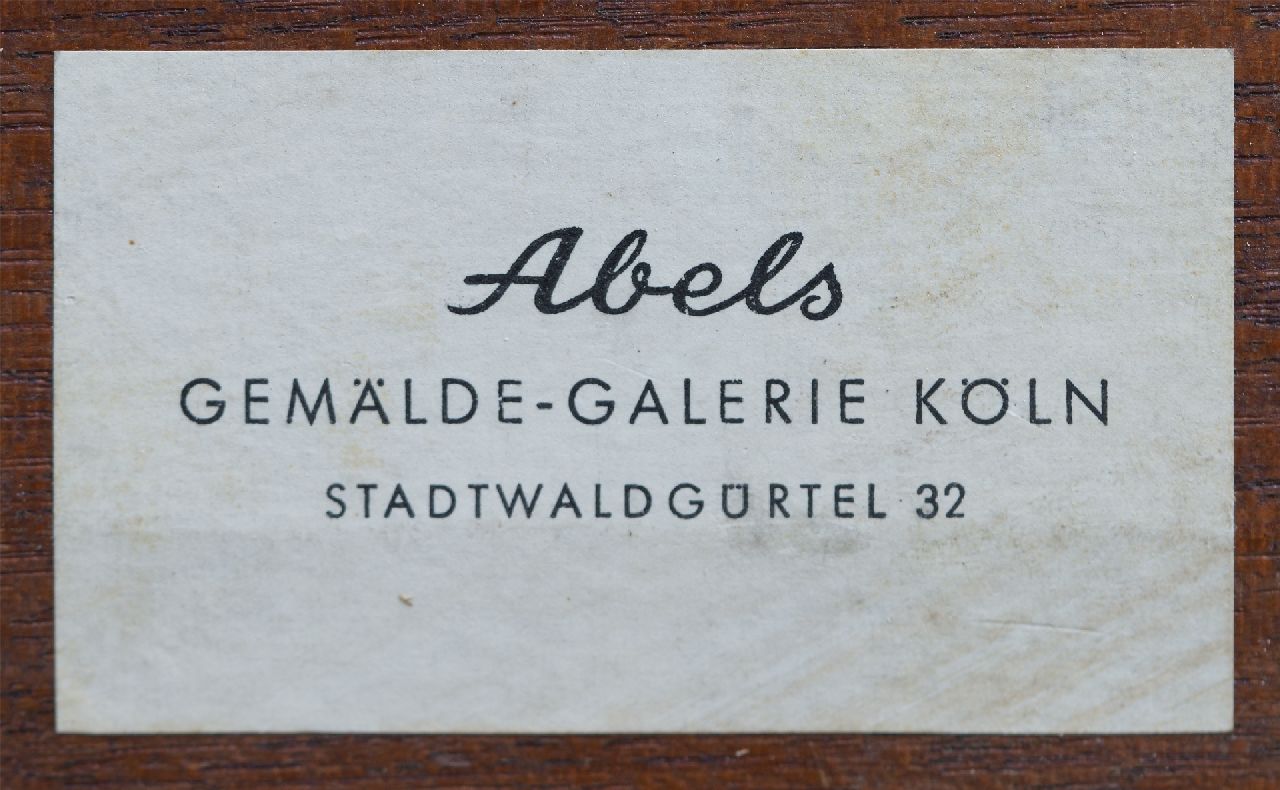 Abels
GEMÄLDE-GALERIE KÖLN
STADTWALDGÜRTEL 32